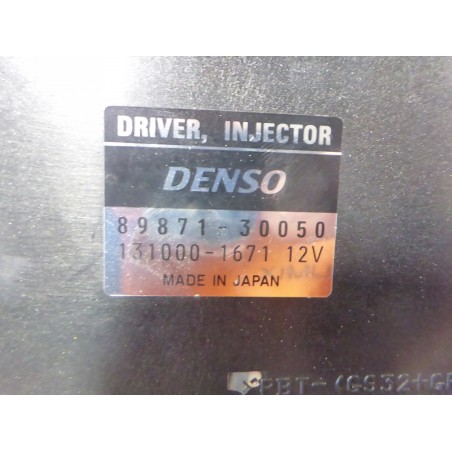 DRIVER, INJECTOR
DENSO
89871-30050
131000-1671 12V
MADE IN JAPAN